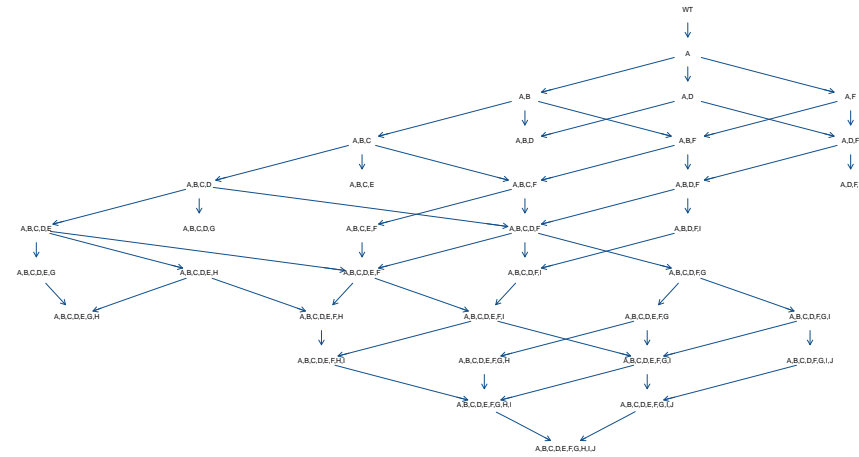 WT
A
A,B
A,D
A,F
A,B,C
A,B,D
A,B,F
A,D,F
A,B,C,D
A,B,C,E
A,B,C,F
A,B,D,F
A,D,F,
A,B,C,D,E
A,B,C,D,G
A,B,C,E,F
A,B,C,D,F
A,B,D,F,I
A,B,C,D,E,G
A,B,C,D,E,H
A,B,C,D,E,F
A,B,C,D,F,I
A,B,C,D,F,G
A,B,C,D,E,G,H
A,B,C,D,E,F,H
A,B,C,D,E,F,I
A,B,C,D,E,F,G
A,B,C,D,F,G,I
A,B,C,D,E,F,H,I
A,B,C,D,E,F,G,H
A,B,C,D,E,F,G,I
A,B,C,D,F,G,I,J
A,B,C,D,E,F,G,H,I
A,B,C,D,E,F,G,I,J
A,B,C,D,E,F,G,H,I,J